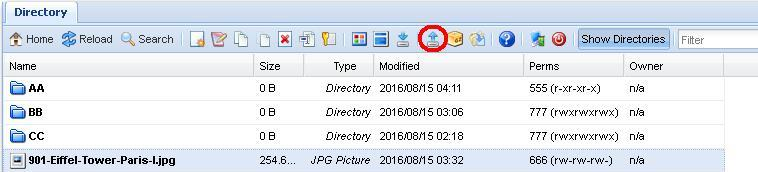 Directory
Home Reload Search Show Directories Filter
Name Size Type Modified Perms Owner
AA 0 B Directory 2016/08/15 04:11 555 (r-xr-xr-x) n/a
BB 0 B Directory 2016/08/15 03:06 777 (rwxrwxrwx) n/a
CC 0 B Directory 2016/08/15 02:18 777 (rwxrwxrwx) n/a
901-Eiffel-Tower-Paris-I.jpg 254.6... JPG Picture 2016/08/15 03:32 666 (rw-rw-rw-) n/a